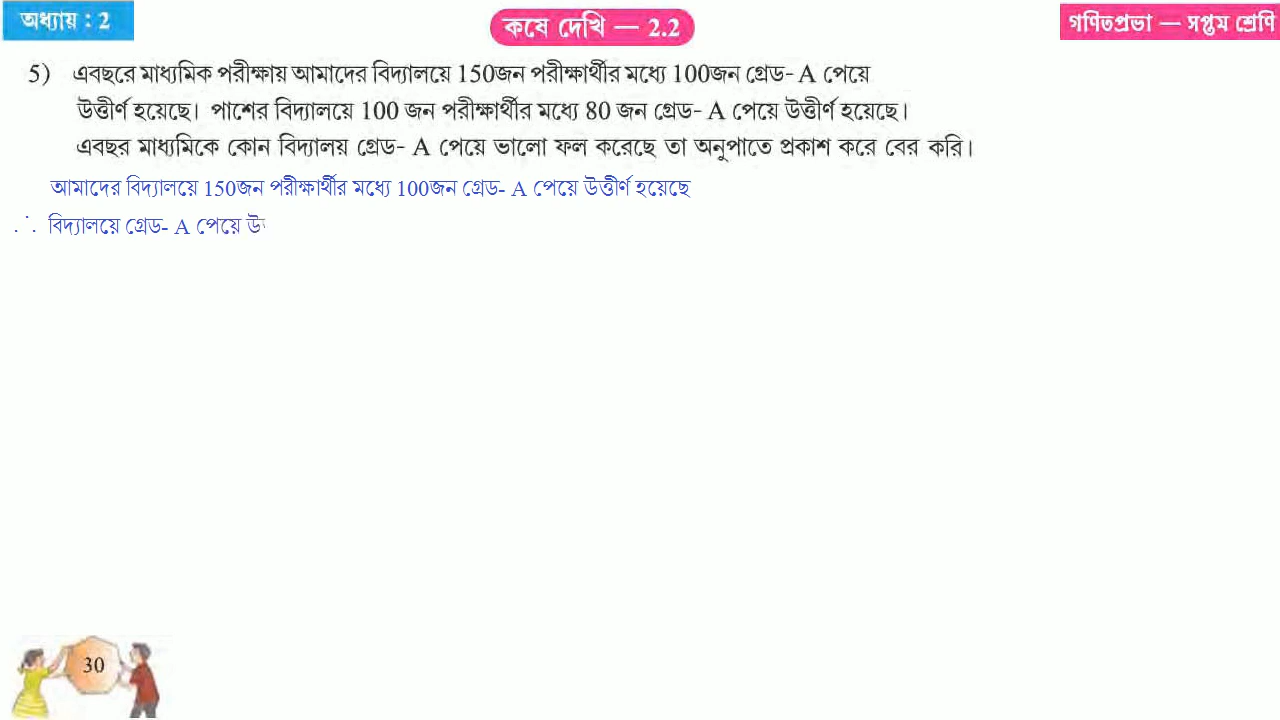 অধ্যায় : 2
কষে দেখি — 2.2
গণিতপ্রভা — সপ্তম শ্রেণি
5) এবছরে মাধ্যমিক পরীক্ষায় আমাদের বিদ্যালয়ে 150জন পরীক্ষার্থীর মধ্যে 100জন গ্রেড- A পেয়ে
উত্তীর্ণ হয়েছে। পাশের বিদ্যালয়ে 100 জন পরীক্ষার্থীর মধ্যে 80 জন গ্রেড- A পেয়ে উত্তীর্ণ হয়েছে।
এবছর মাধ্যমিকে কোন বিদ্যালয় গ্রেড- A পেয়ে ভালো ফল করেছে তা অনুপাতে প্রকাশ করে বের করি।
আমাদের বিদ্যালয়ে 150জন পরীক্ষার্থীর মধ্যে 100জন গ্রেড- A পেয়ে উত্তীর্ণ হয়েছে
∴ বিদ্যালয়ে গ্রেড- A পেয়ে
30